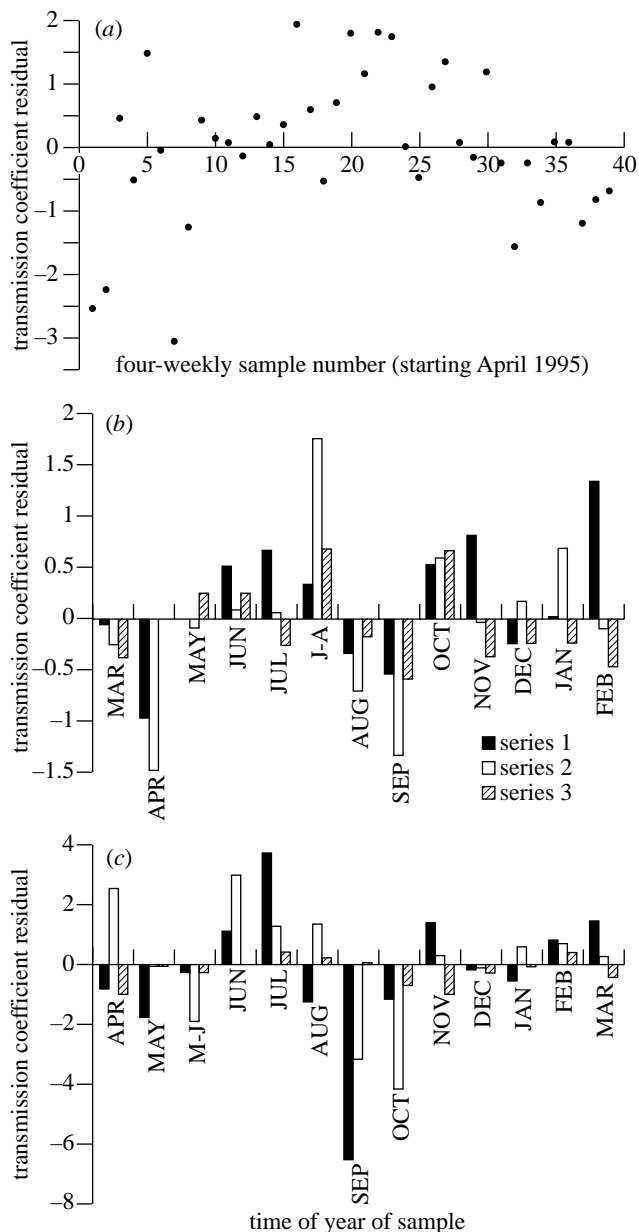 (a)
transmission coefficient residual
2
1
0
−1
−2
−3
0 5 10 15 20 25 30 35 40
four-weekly sample number (starting April 1995)
(b)
transmission coefficient residual
2
1.5
1
0.5
0
−0.5
−1
−1.5
MAR
APR
MAY
JUN
JUL
J-A
AUG
SEP
OCT
NOV
DEC
JAN
FEB
series 1
series 2
series 3
(c)
transmission coefficient residual
4
2
0
−2
−4
−6
−8
APR
MAY
M-J
JUN
JUL
AUG
SEP
OCT
NOV
DEC
JAN
FEB
MAR
time of year of sample